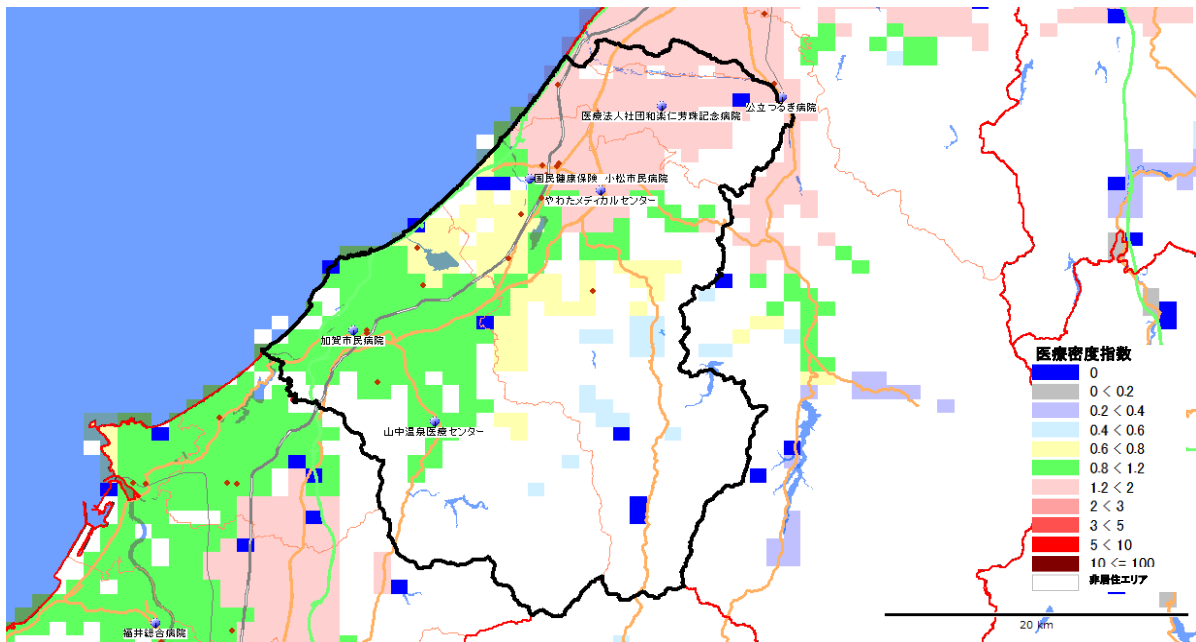 公立つるぎ病院
医療法人社団和楽仁芳珠記念病院
国民健康保険 小松市民病院
やわたメディカルセンター
加賀市民病院
山中温泉医療センター
福井総合病院
医療密度指数
0
0 < 0.2
0.2 < 0.4
0.4 < 0.6
0.6 < 0.8
0.8 < 1.2
1.2 < 2
2 < 3
3 < 5
5 < 10
10 <= 100
非居住エリア
20 km